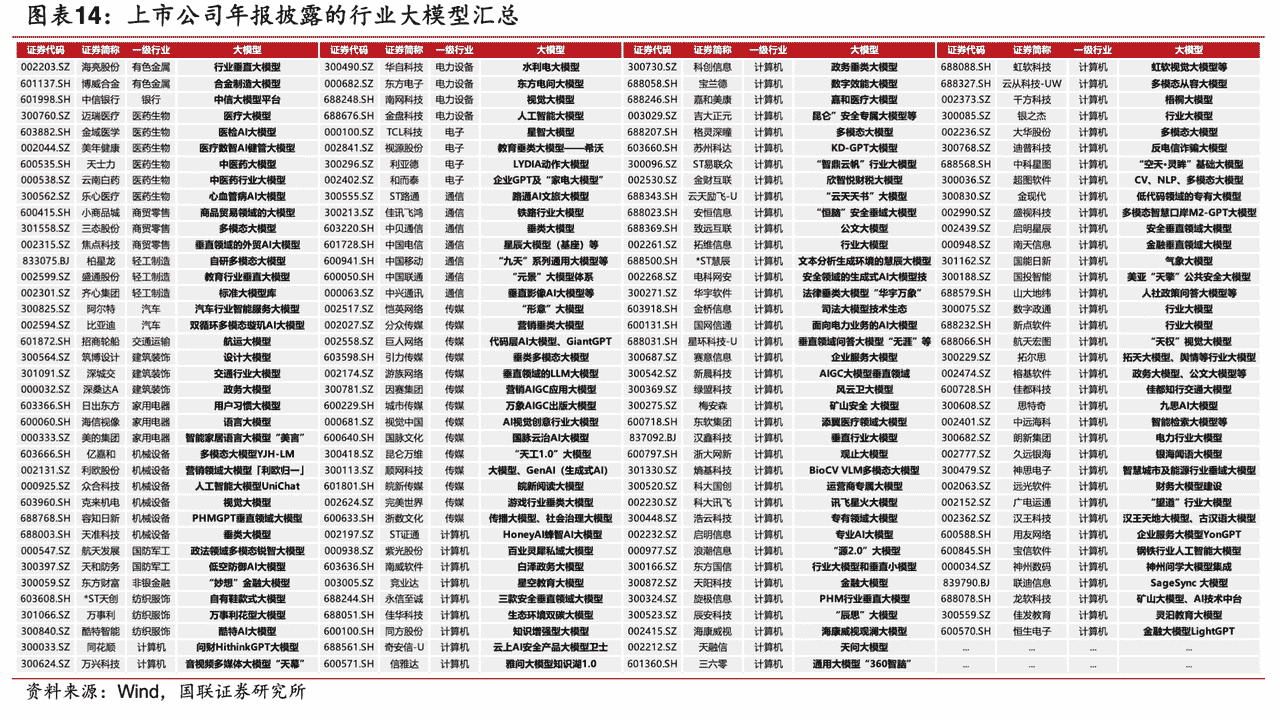 图表14：上市公司年报披露的行业大模型汇总
证券代码 证券简称 一级行业 大模型 证券代码 证券简称 一级行业 大模型 证券代码 证券简称 一级行业 大模型 证券代码 证券简称 一级行业 大模型
002203.SZ 海亮股份 有色金属 行业垂直大模型 300490.SZ 华自科技 电力设备 水利电大模型 300730.SZ 科创信息 计算机 政务垂类大模型 688088.SH 虹软科技 计算机 虹软视觉大模型等
601137.SH 博威合金 有色金属 合金制造大模型 000682.SZ 东方电子 电力设备 东方电问大模型 688058.SH 宝兰德 计算机 数字效能大模型 688327.SH 云从科技-UW 计算机 多模态从容大模型
601998.SH 中信银行 银行 中信大模型平台 688248.SH 南网科技 电力设备 视觉大模型 688246.SH 嘉和美康 计算机 嘉和医疗大模型 002373.SZ 千方科技 计算机 梧桐大模型
300760.SZ 迈瑞医疗 医药生物 医疗大模型 688676.SH 金盘科技 电力设备 人工智能大模型 003029.SZ 吉大正元 计算机 昆仑”安全专属大模型等 300085.SZ 银之杰 计算机 行业大模型
603882.SH 金域医学 医药生物 医检AI大模型 000100.SZ TCL科技 电子 星智大模型 688207.SH 格灵深瞳 计算机 多模态大模型 002236.SZ 大华股份 计算机 多模态大模型
002044.SZ 美年健康 医药生物 医疗数智AI健管大模型 002841.SZ 视源股份 电子 教育垂类大模型——希沃 603660.SH 苏州科达 计算机 KD-GPT大模型 300768.SZ 迪普科技 计算机 反电信诈骗大模型
600535.SH 天士力 医药生物 中医药大模型 300296.SZ 利亚德 电子 LYDIA动作大模型 300096.SZ ST易联众 计算机 “智鼎云帆”行业大模型 688568.SH 中科星图 计算机 “空天·灵眸”基础大模型
000538.SZ 云南白药 医药生物 中医药行业大模型 002402.SZ 和而泰 电子 企业GPT及“家电大模型” 002530.SZ 金财互联 计算机 欣智悦财税大模型 300036.SZ 超图软件 计算机 CV、NLP、多模态大模型
300562.SZ 乐心医疗 医药生物 心血管病AI大模型 300555.SZ ST路通 通信 路通AI文旅大模型 688343.SH 云天励飞-U 计算机 “云天天书”大模型 300830.SZ 金现代 计算机 低代码领域的专有大模型
600415.SH 小商品城 商贸零售 商品贸易领域的大模型 300213.SZ 佳讯飞鸿 通信 铁路行业大模型 688023.SH 安恒信息 计算机 “恒脑”安全垂域大模型 002990.SZ 盛视科技 计算机 多模态智慧口岸M2-GPT大模型
301558.SZ 三态股份 商贸零售 多模态大模型 603220.SH 中贝通信 通信 垂类大模型 688369.SH 致远互联 计算机 公文大模型 002439.SZ 启明星辰 计算机 安全垂直领域大模型
002315.SZ 焦点科技 商贸零售 垂直领域的外贸AI大模型 601728.SH 中国电信 通信 星辰大模型（基座）等 002261.SZ 拓维信息 计算机 行业大模型 000948.SZ 南天信息 计算机 金融垂直领域大模型
833075.BJ 柏星龙 轻工制造 自研多模态大模型 600941.SH 中国移动 通信 “九天”系列通用大模型等 688500.SH *ST慧辰 计算机 文本分析生成环境的慧辰大模型 301162.SZ 国能日新 计算机 气象大模型
002599.SZ 盛通股份 轻工制造 教育行业垂直大模型 600050.SH 中国联通 通信 “元景”大模型体系 002268.SZ 电科网安 计算机 安全领域的生成式AI大模型技 300188.SZ 国投智能 计算机 美亚“天擎”公共安全大模型
002301.SZ 齐心集团 轻工制造 标准大模型库 000063.SZ 中兴通讯 通信 垂直影像AI大模型等 300271.SZ 华宇软件 计算机 法律垂类大模型“华宇万象” 688579.SH 山大地纬 计算机 人社政策问答大模型等
300825.SZ 阿尔特 汽车 汽车行业智能服务大模型 002517.SZ 恺英网络 传媒 “形意”大模型 603918.SH 金桥信息 计算机 司法大模型技术生态 300075.SZ 数字政通 计算机 行业大模型
002594.SZ 比亚迪 汽车 双循环多模态璇玑AI大模型 002027.SZ 分众传媒 传媒 营销垂类大模型 600131.SH 国网信通 计算机 面向电力业务的AI大模型 688232.SH 新点软件 计算机 行业大模型
601872.SH 招商轮船 交通运输 航运大模型 002558.SZ 巨人网络 传媒 代码层AI大模型、GiantGPT 688031.SH 星环科技-U 计算机 垂直领域问答大模型“无涯”等 688066.SH 航天宏图 计算机 “天权”视觉大模型
300564.SZ 筑博设计 建筑装饰 设计大模型 603598.SH 引力传媒 传媒 垂类多模态大模型 300687.SZ 赛意信息 计算机 企业服务大模型 300229.SZ 拓尔思 计算机 拓天大模型、舆情等行业大模型
301091.SZ 深城交 建筑装饰 交通行业大模型 002174.SZ 游族网络 传媒 垂直领域的LLM大模型 300542.SZ 新晨科技 计算机 AIGC大模型垂直领域 002474.SZ 榕基软件 计算机 政务大模型、公文大模型等
000032.SZ 深桑达A 建筑装饰 政务大模型 300781.SZ 因赛集团 传媒 营销AIGC应用大模型 300369.SZ 绿盟科技 计算机 风云卫大模型 600728.SH 佳都科技 计算机 佳都知行交通大模型
603366.SH 日出东方 家用电器 用户习惯大模型 600229.SH 城市传媒 传媒 万象AIGC出版大模型 300275.SZ 梅安森 计算机 矿山安全 大模型 300608.SZ 思特奇 计算机 九思AI大模型
600060.SH 海信视像 家用电器 语言大模型 000681.SZ 视觉中国 传媒 AI视觉创意行业大模型 600718.SH 东软集团 计算机 添翼医疗领域大模型 002401.SZ 中远海科 计算机 智能检索大模型等
000333.SZ 美的集团 家用电器 智能家居语言大模型“美言” 600640.SH 国脉文化 传媒 国脉云治AI大模型 837092.BJ 汉鑫科技 计算机 垂直行业大模型 300682.SZ 朗新集团 计算机 电力行业大模型
603666.SH 亿嘉和 机械设备 多模态大模型YJH-LM 300418.SZ 昆仑万维 传媒 “天工1.0”大模型 600797.SH 浙大网新 计算机 观止大模型 002777.SZ 久远银海 计算机 银海闻语大模型
002131.SZ 利欧股份 机械设备 营销领域大模型「利欧归一」 300113.SZ 顺网科技 传媒 大模型、GenAI（生成式AI） 301330.SZ 熵基科技 计算机 BioCV VLM多模态大模型 300479.SZ 神思电子 计算机 智慧城市及能源行业垂域大模型
000925.SZ 众合科技 机械设备 人工智能大模型UniChat 601801.SH 皖新传媒 传媒 皖新阅读大模型 300520.SZ 科大国创 计算机 运营商专属大模型 002063.SZ 远光软件 计算机 财务大模型建设
603960.SH 克来机电 机械设备 视觉大模型 002624.SZ 完美世界 传媒 游戏行业垂类大模型 002230.SZ 科大讯飞 计算机 讯飞星火大模型 002152.SZ 广电运通 计算机 “望道”行业大模型
688768.SH 容知日新 机械设备 PHMGPT垂直领域大模型 600633.SH 浙数文化 传媒 传播大模型、社会治理大模型 300448.SZ 浩云科技 计算机 专有领域大模型 002362.SZ 汉王科技 计算机 汉王天地大模型、古汉语大模型
688003.SH 天准科技 机械设备 垂类大模型 002197.SZ ST证通 计算机 HoneyAI蜂智AI大模型 002232.SZ 启明信息 计算机 专业AI大模型 600588.SH 用友网络 计算机 企业服务大模型YonGPT
000547.SZ 航天发展 国防军工 政法领域多模态锐智大模型 000938.SZ 紫光股份 计算机 百业灵犀私域大模型 000977.SZ 浪潮信息 计算机 “源2.0”大模型 600845.SH 宝信软件 计算机 钢铁行业人工智能大模型
300397.SZ 天和防务 国防军工 低空防御AI大模型 603636.SH 南威软件 计算机 白泽政务大模型 300166.SZ 东方国信 计算机 行业大模型和垂直小模型 000034.SZ 神州数码 计算机 神州问学大模型集成
300059.SZ 东方财富 非银金融 “妙想”金融大模型 003005.SZ 竞业达 计算机 星空教育大模型 300872.SZ 天阳科技 计算机 金融大模型 839790.BJ 联迪信息 计算机 SageSync 大模型
603608.SH *ST天创 纺织服饰 自有鞋款式大模型 688244.SH 永信至诚 计算机 三款安全垂直领域大模型 300324.SZ 旋极信息 计算机 PHM行业垂直大模型 688078.SH 龙软科技 计算机 矿山大模型、AI技术中台
301066.SZ 万事利 纺织服饰 万事利花型大模型 688051.SH 佳华科技 计算机 生态环境双碳大模型 300523.SZ 辰安科技 计算机 “辰思”大模型 300559.SZ 佳发教育 计算机 灵汩教育大模型
300840.SZ 酷特智能 纺织服饰 酷特AI大模型 600100.SH 同方股份 计算机 知识增强型大模型 002415.SZ 海康威视 计算机 海康威视观澜大模型 600570.SH 恒生电子 计算机 金融大模型LightGPT
300033.SZ 同花顺 计算机 问财HithinkGPT大模型 688561.SH 奇安信-U 计算机 云上AI安全产品大模型卫士 002212.SZ 天融信 计算机 天问大模型 ... ... ... ...
300624.SZ 万兴科技 计算机 音视频多媒体大模型“天幕” 600571.SH 信雅达 计算机 雅问大模型知识湖1.0 601360.SH 三六零 计算机 通用大模型“360智脑” ... ... ... ...
资料来源：Wind，国联证券研究所